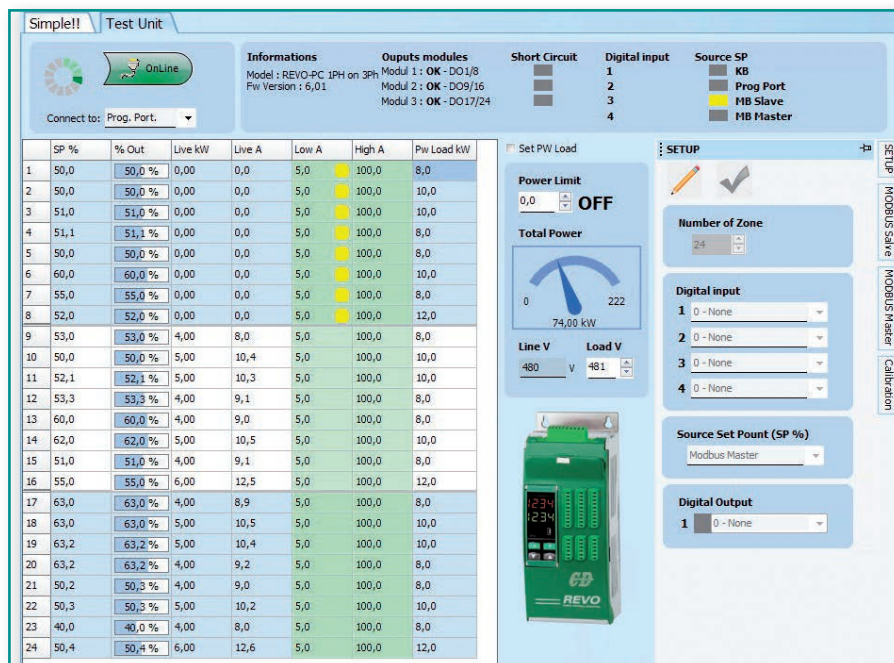 Simple!! Test Unit
OnLine
Connect to: Prog. Port.
Informations
Model : REVO-PC 1PH on 3Ph
Fw Version : 6,01
Ouputs modules
Modul 1 : OK - DO1/8
Modul 2 : OK - DO9/16
Modul 3 : OK - DO17/24
Short Circuit
Digital input
1
2
3
4
Source SP
KB
Prog Port
MB Slave
MB Master
SP % % Out Live kW Live A Low A High A Pw Load kW
1 50,0 50,0 % 0,00 0,0 5,0 100,0 8,0
2 50,0 50,0 % 0,00 0,0 5,0 100,0 10,0
3 51,0 51,0 % 0,00 0,0 5,0 100,0 10,0
4 51,1 51,1 % 0,00 0,0 5,0 100,0 8,0
5 50,0 50,0 % 0,00 0,0 5,0 100,0 8,0
6 60,0 60,0 % 0,00 0,0 5,0 100,0 10,0
7 55,0 55,0 % 0,00 0,0 5,0 100,0 8,0
8 52,0 52,0 % 0,00 0,0 5,0 100,0 12,0
9 53,0 53,0 % 4,00 8,0 5,0 100,0 8,0
10 50,0 50,0 % 5,00 10,4 5,0 100,0 10,0
11 52,1 52,1 % 5,00 10,3 5,0 100,0 10,0
12 53,3 53,3 % 4,00 9,1 5,0 100,0 8,0
13 60,0 60,0 % 4,00 9,0 5,0 100,0 8,0
14 62,0 62,0 % 5,00 10,5 5,0 100,0 10,0
15 51,0 51,0 % 4,00 9,1 5,0 100,0 8,0
16 55,0 55,0 % 6,00 12,5 5,0 100,0 12,0
17 63,0 63,0 % 4,00 8,9 5,0 100,0 8,0
18 63,0 63,0 % 5,00 10,5 5,0 100,0 10,0
19 63,2 63,2 % 5,00 10,4 5,0 100,0 10,0
20 63,2 63,2 % 4,00 9,2 5,0 100,0 8,0
21 50,2 50,3 % 4,00 9,0 5,0 100,0 8,0
22 50,3 50,3 % 5,00 10,2 5,0 100,0 10,0
23 40,0 40,0 % 4,00 8,0 5,0 100,0 8,0
24 50,4 50,4 % 6,00 12,6 5,0 100,0 12,0
Set PW Load
Power Limit
0,0 OFF
Total Power
0 222
74,00 kW
Line V Load V
480 V 481
1234
1234
CD
REVO
SETUP
Number of Zone
24
Digital input
1 0 - None
2 0 - None
3 0 - None
4 0 - None
Source Set Pount (SP %)
Modbus Master
Digital Output
1 0 - None
SETUP
MODBUS Salve
MODBUS Master
Calibration